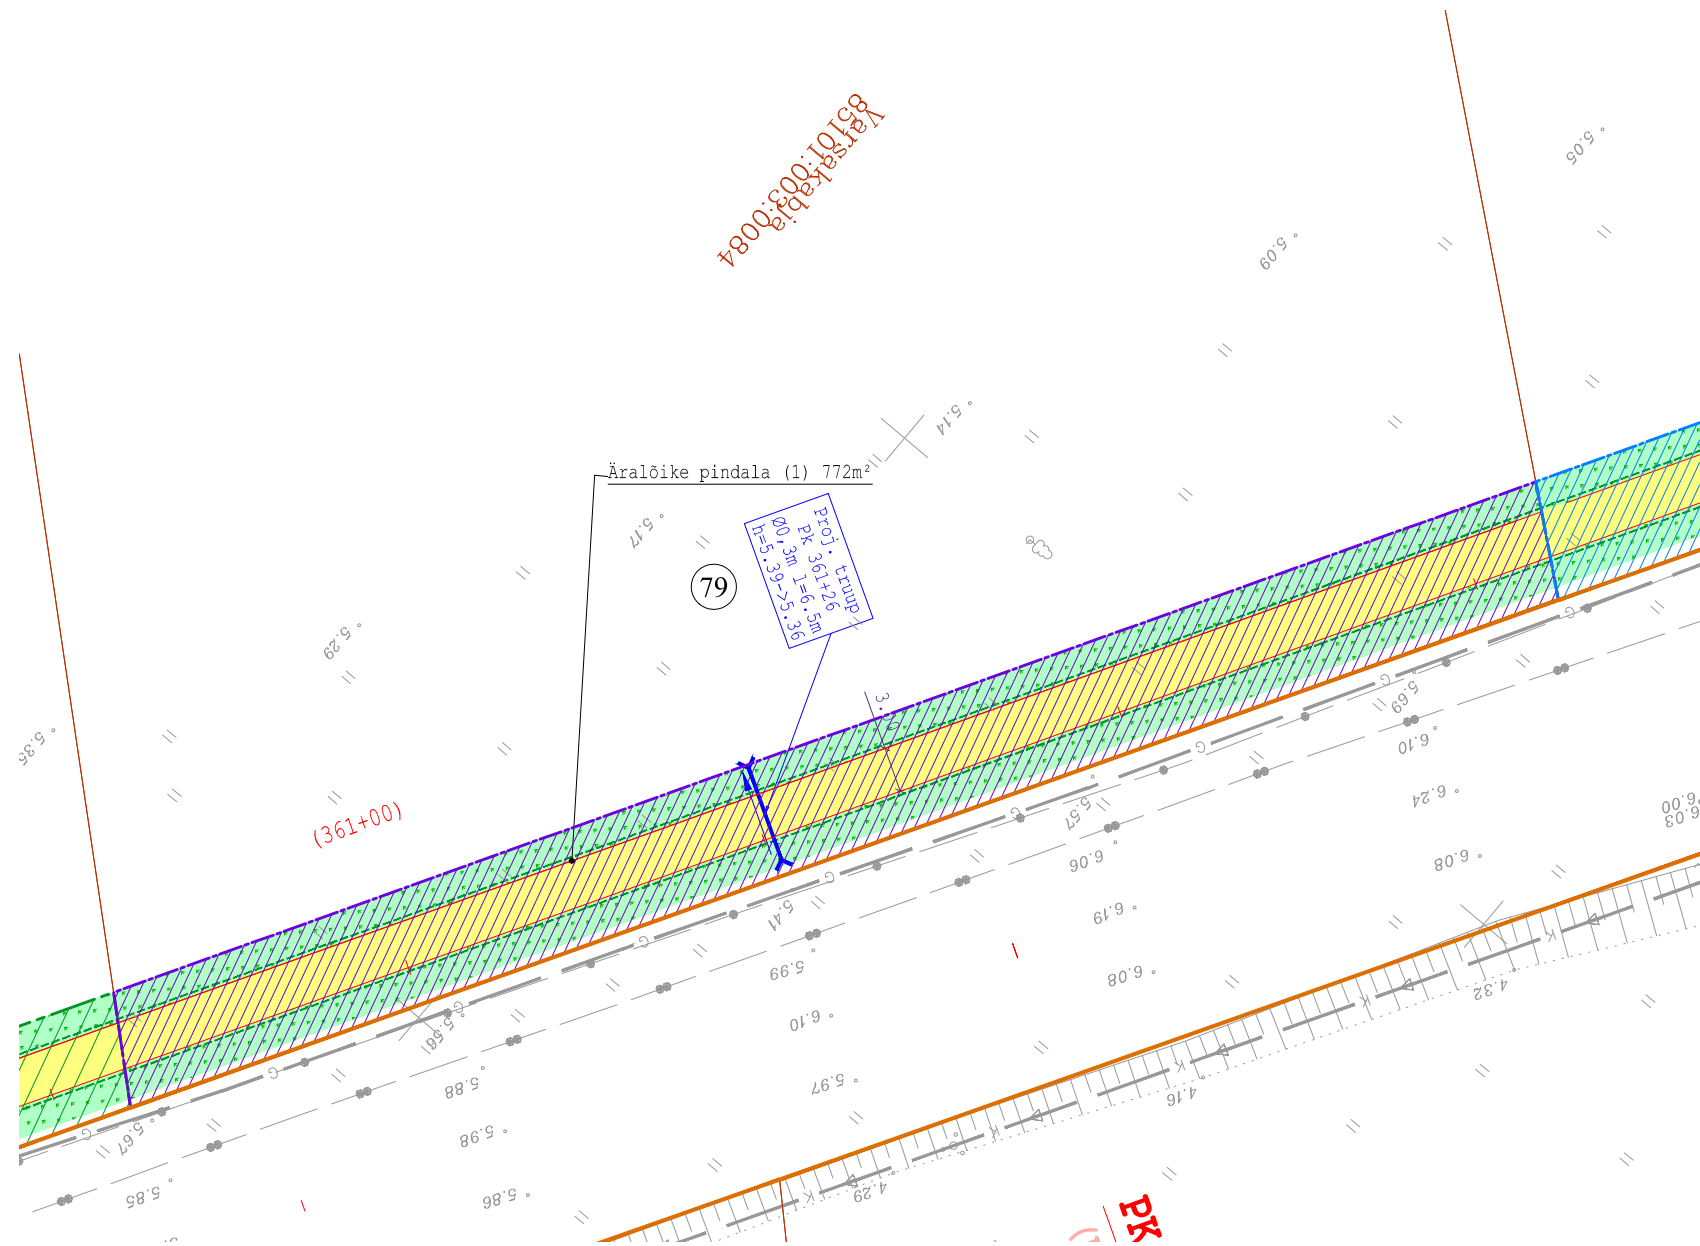 Varsakabja
85101:003:0084
5.05
5.09
5.14
Äralõike pindala (1) 772m²
5.17
Proj. truup
PK 361+26
Ø0,3m l=6.5m
h=5.39->5.36
79
5.29
5.35
3.00
5.69
6.10
6.24
6.00
6.03
(361+00)
5.57
6.06
6.08
5.41
6.19
5.99
6.08
4.32
5.56
6.10
5.88
5.97
4.16
5.67
5.98
5.85
5.86
4.29
PK
G
G
G
G
G
G
G
G
K
K
K
K
K